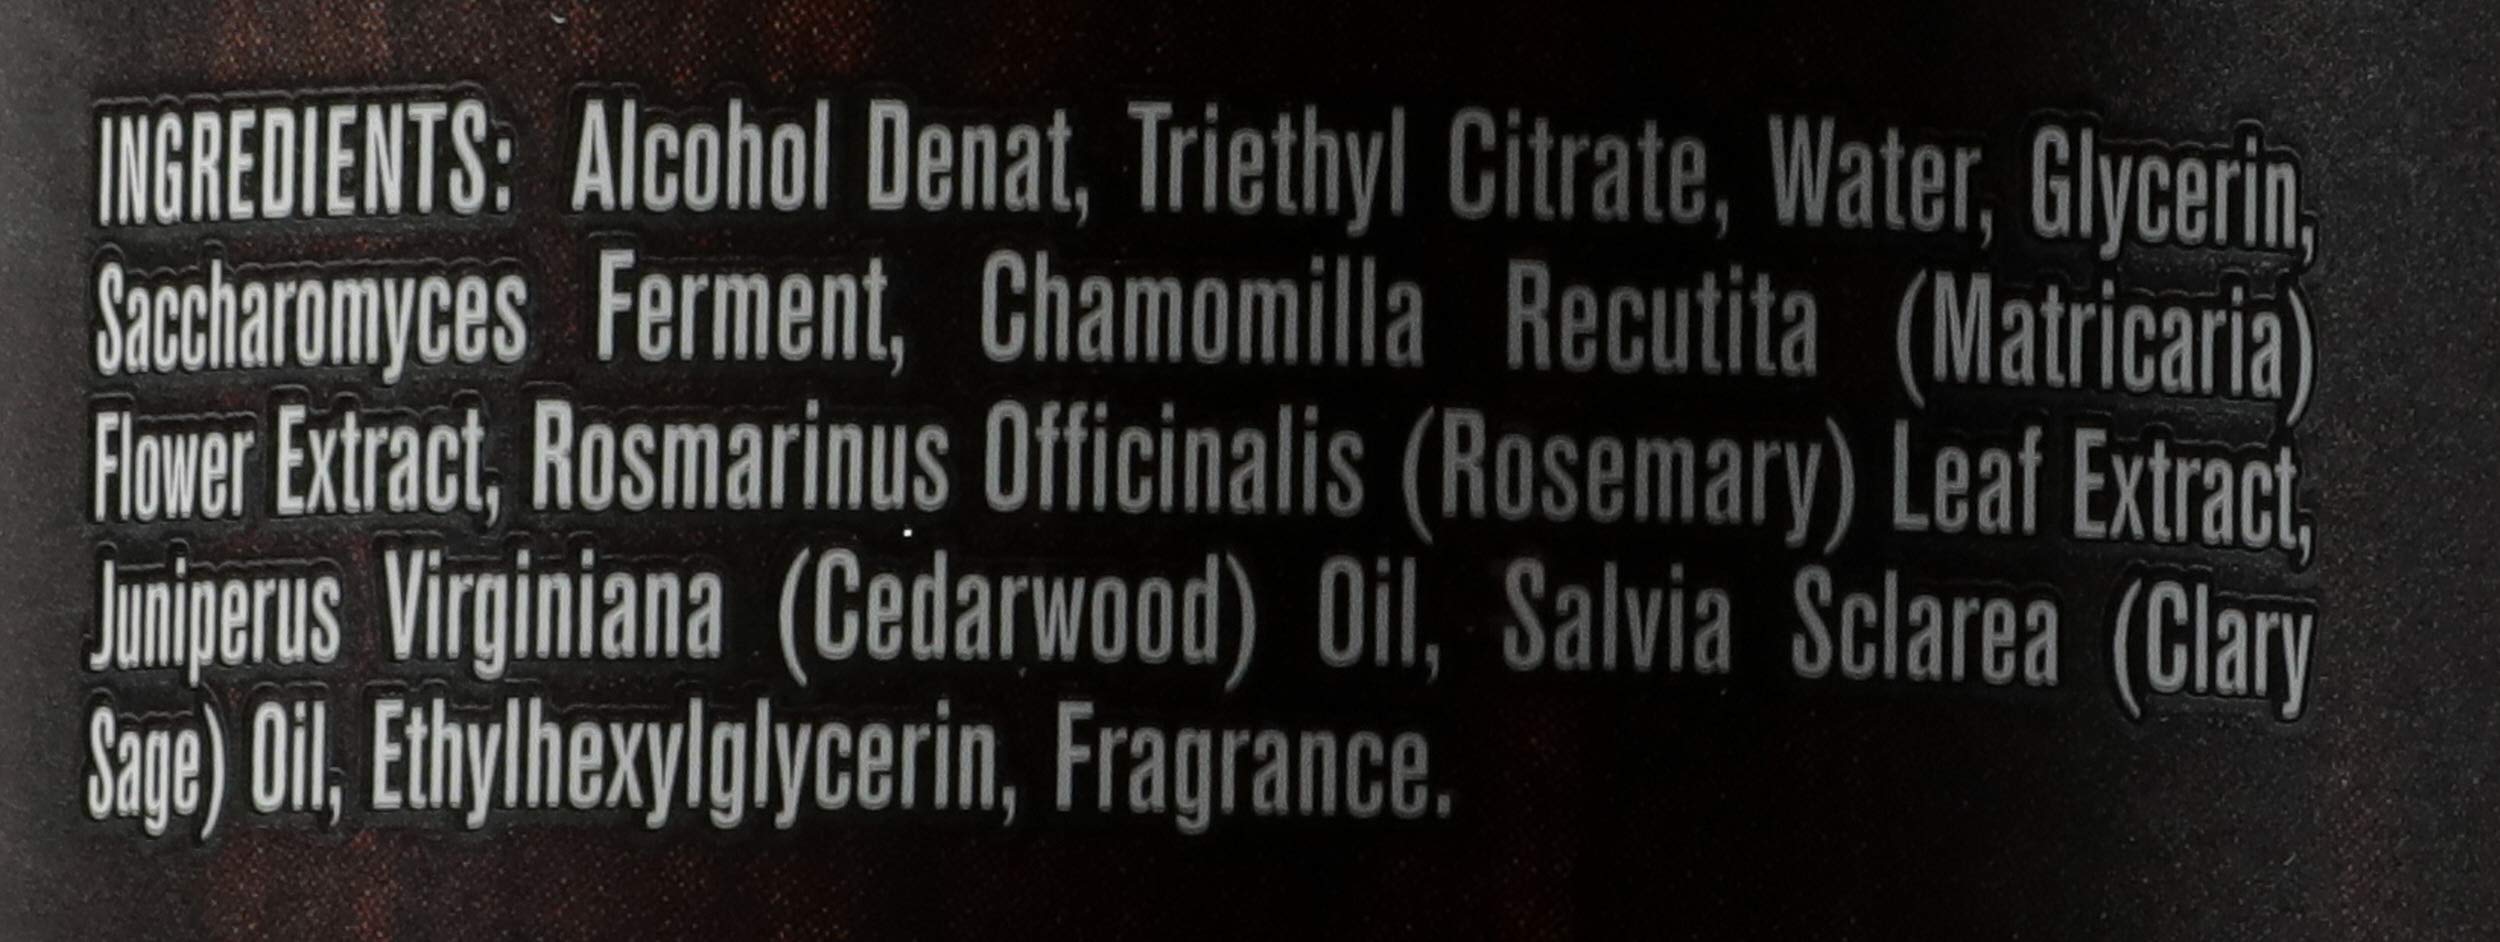 INGREDIENTS: Alcohol Denat, Triethyl Citrate, Water, Glycerin,
Saccharomyces Ferment, Chamomilla Recutita (Matricaria)
Flower Extract, Rosmarinus Officinalis (Rosemary) Leaf Extract,
Juniperus Virginiana (Cedarwood) Oil, Salvia Sclarea (Clary
Sage) Oil, Ethylhexylglycerin, Fragrance.